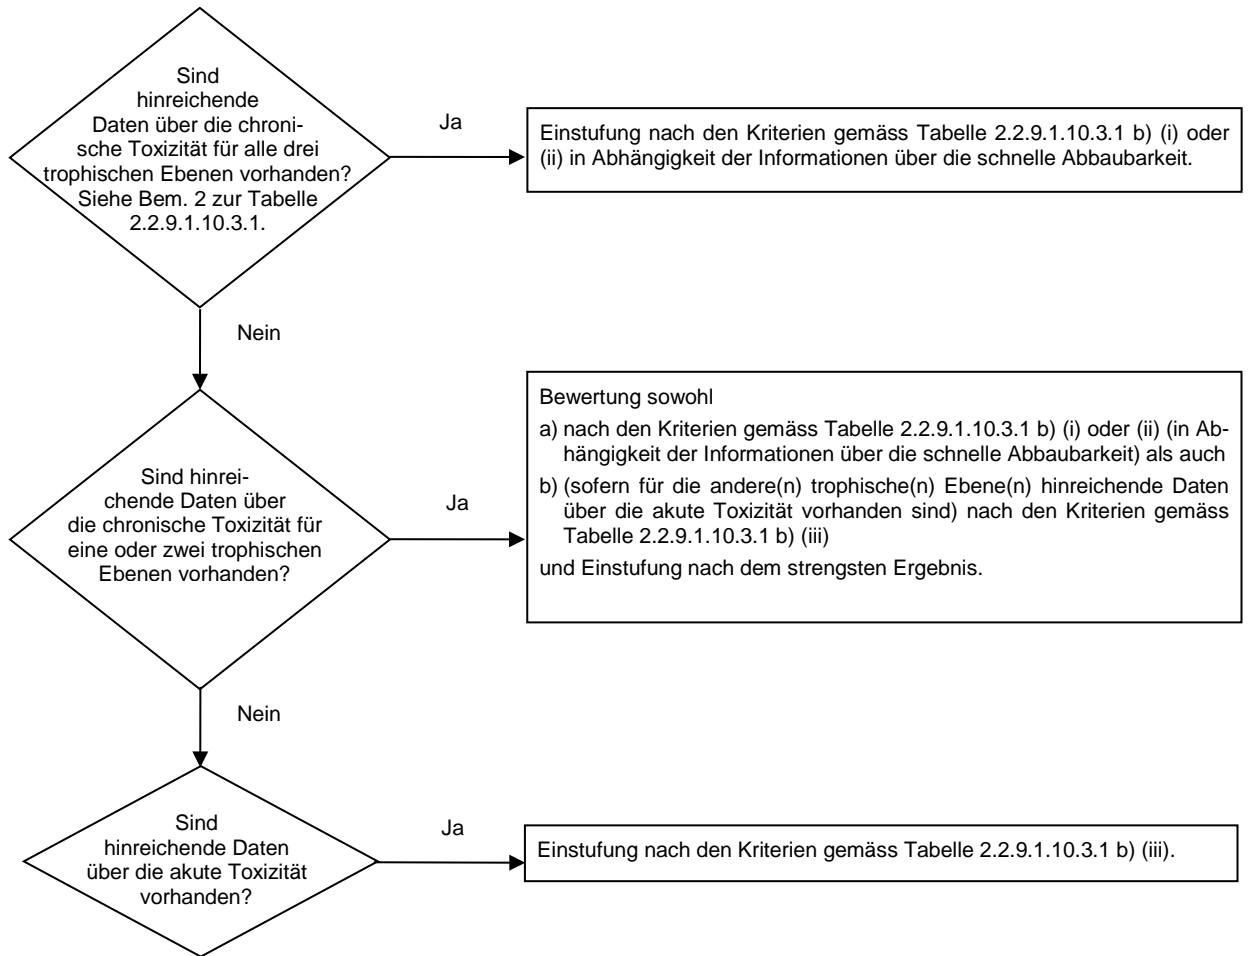 Sind
hinreichende
Daten über die chroni-
sche Toxizität für alle drei
trophischen Ebenen vorhanden?
Siehe Bem. 2 zur Tabelle
2.2.9.1.10.3.1.
Ja
Einstufung nach den Kriterien gemäss Tabelle 2.2.9.1.10.3.1 b) (i) oder
(ii) in Abhängigkeit der Informationen über die schnelle Abbaubarkeit.
Nein
Sind hinrei-
chende Daten über
die chronische Toxizität für
eine oder zwei trophischen
Ebenen vorhanden?
Ja
Bewertung sowohl
a) nach den Kriterien gemäss Tabelle 2.2.9.1.10.3.1 b) (i) oder (ii) (in Ab-
hängigkeit der Informationen über die schnelle Abbaubarkeit) als auch
b) (sofern für die andere(n) trophische(n) Ebene(n) hinreichende Daten
über die akute Toxizität vorhanden sind) nach den Kriterien gemäss
Tabelle 2.2.9.1.10.3.1 b) (iii)
und Einstufung nach dem strengsten Ergebnis.
Nein
Sind
hinreichende Daten
über die akute Toxizität
vorhanden?
Ja
Einstufung nach den Kriterien gemäss Tabelle 2.2.9.1.10.3.1 b) (iii).